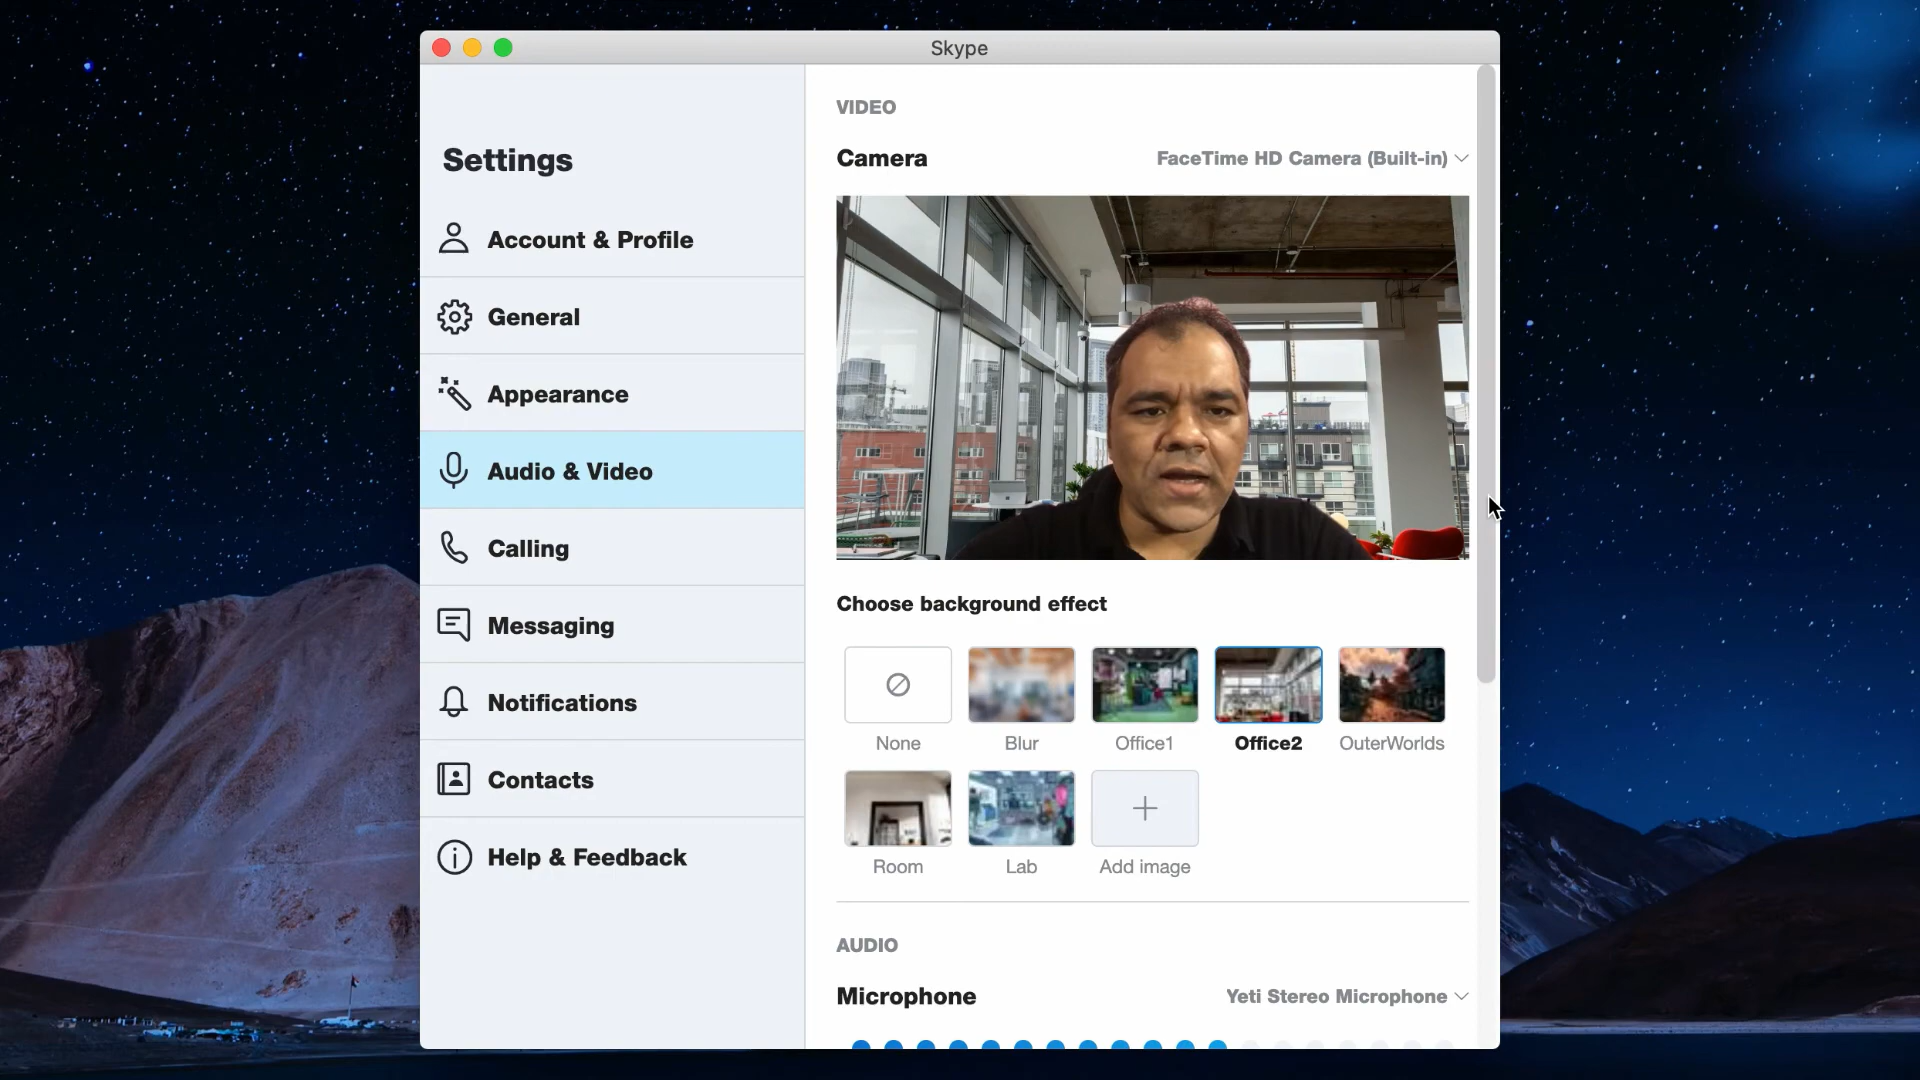 Skype
Settings
Account & Profile
General
Appearance
Audio & Video
Calling
Messaging
Notifications
Contacts
Help & Feedback
VIDEO
Camera
FaceTime HD Camera (Built-in)
Choose background effect
None
Blur
Office1
Office2
OuterWorlds
Room
Lab
Add image
AUDIO
Microphone
Yeti Stereo Microphone